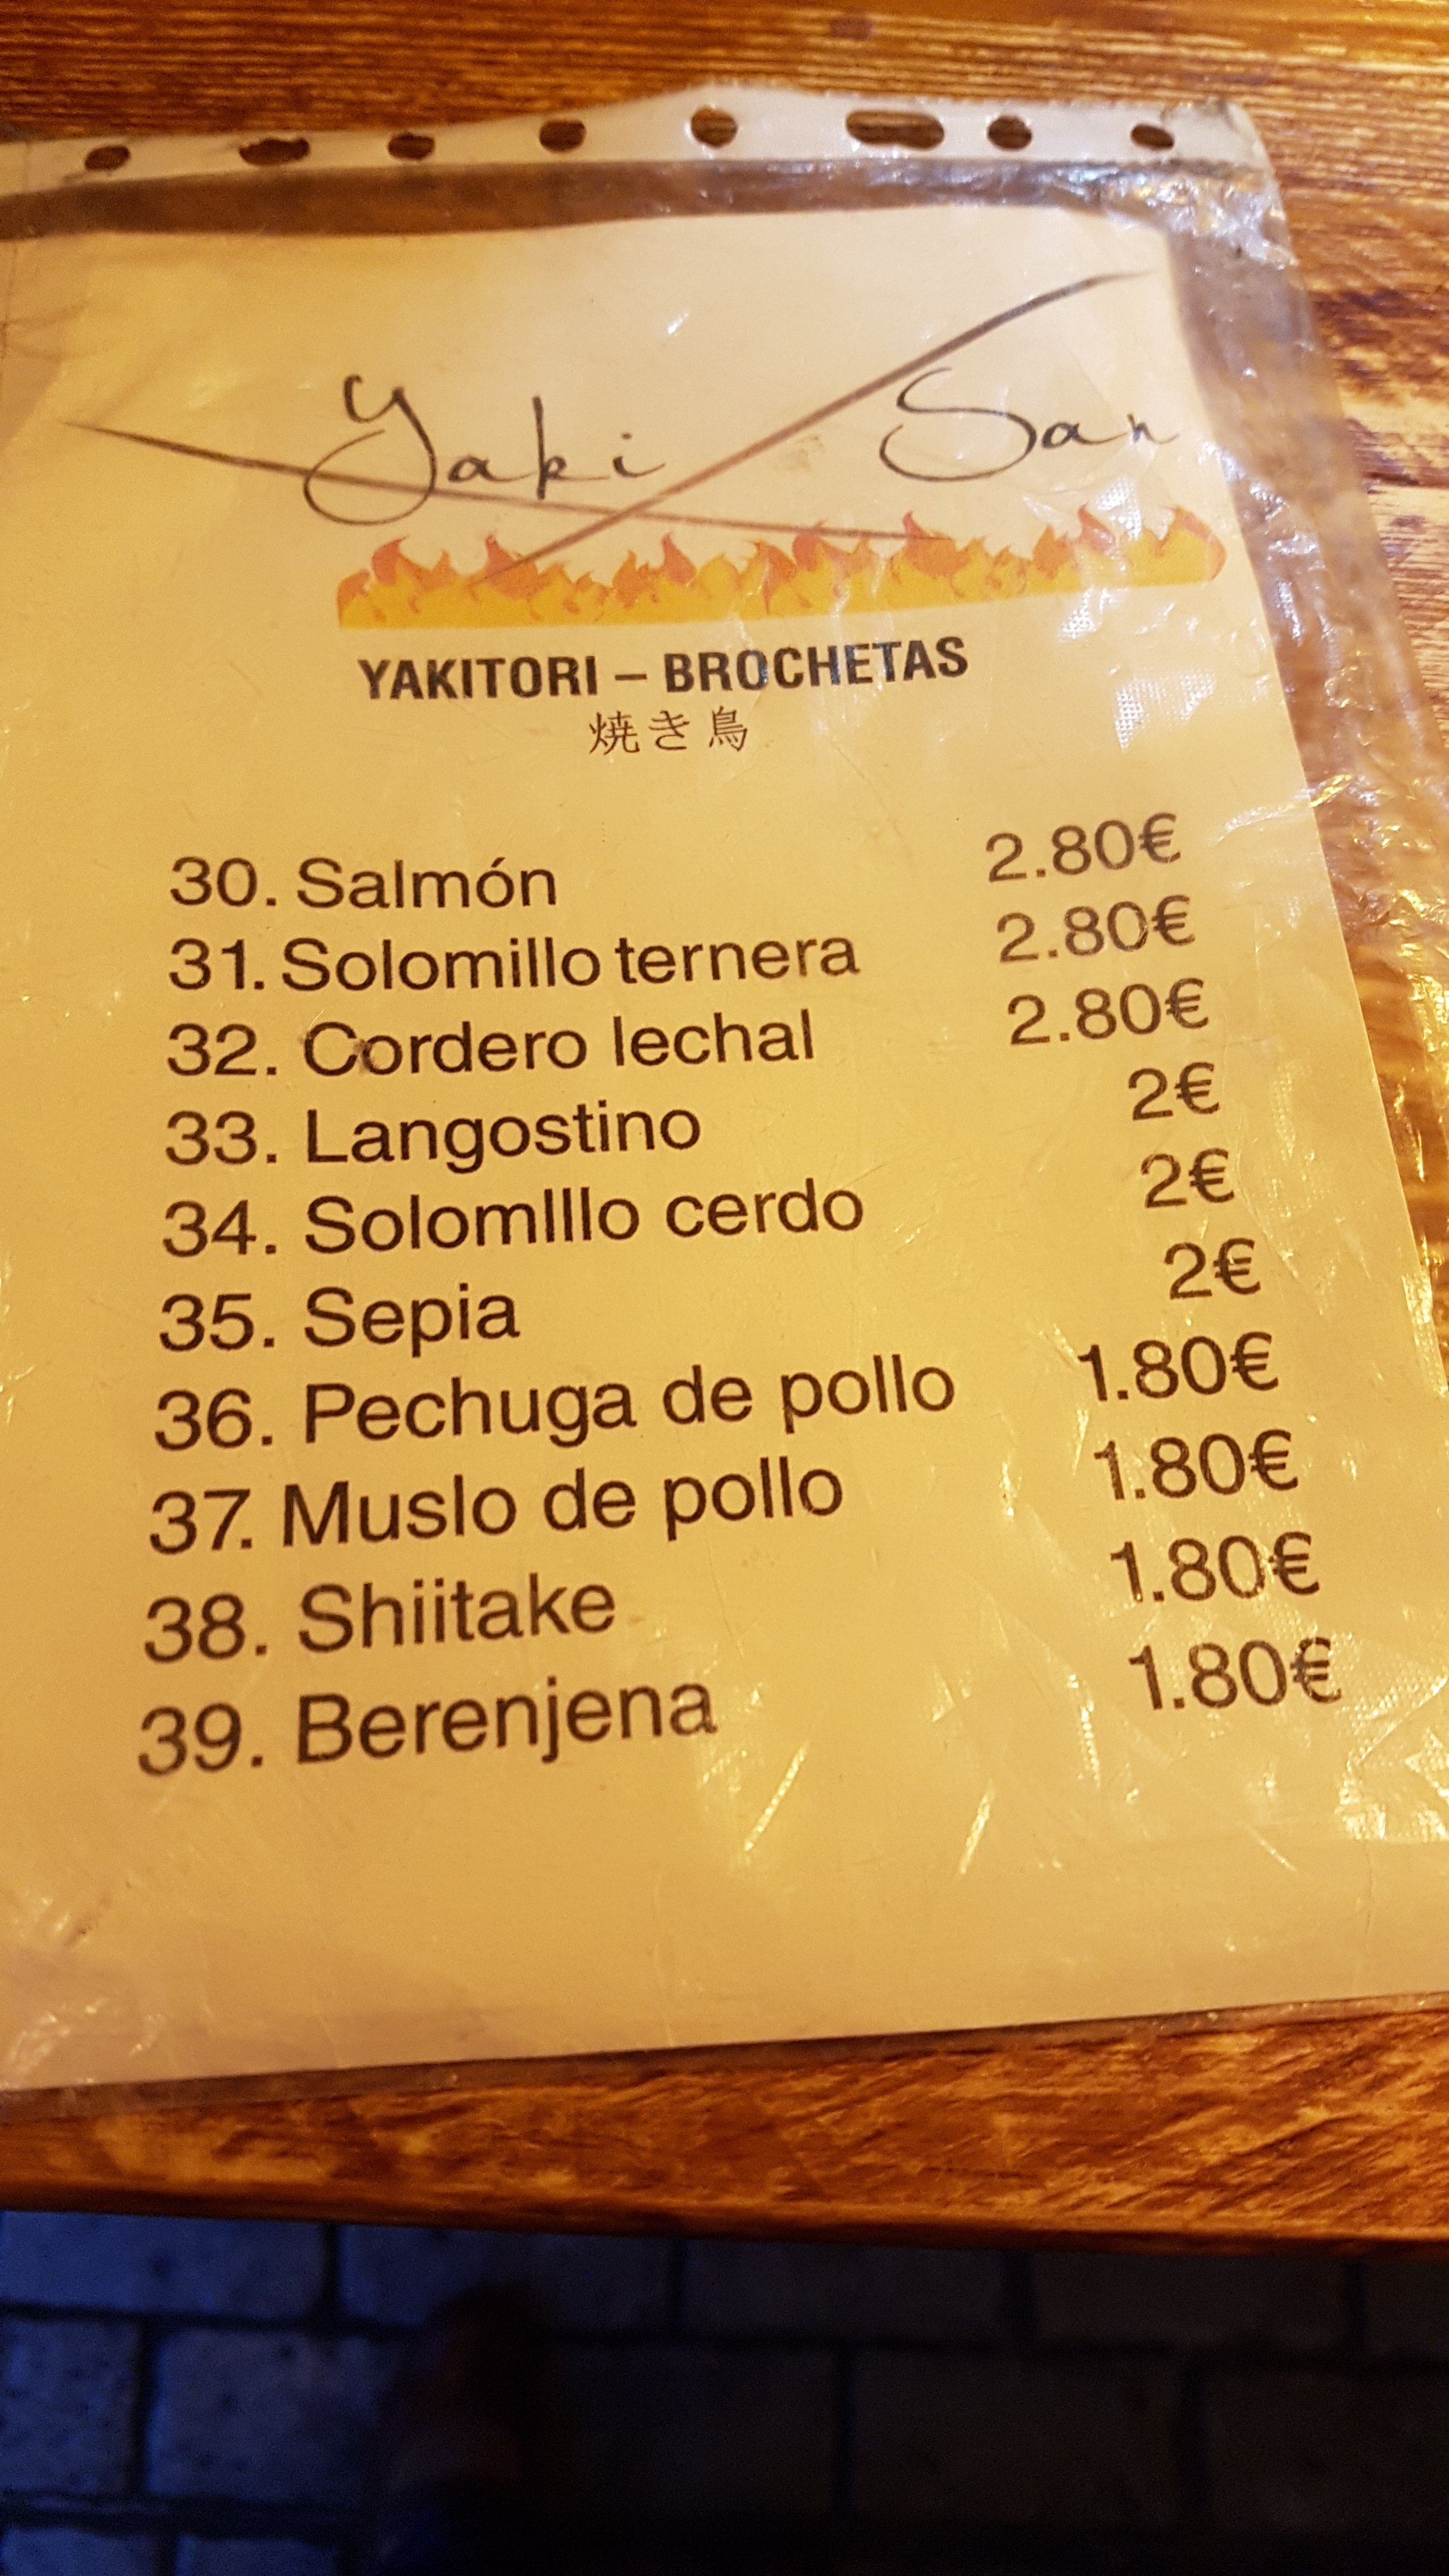 Yaki San
YAKITORI – BROCHETAS
焼き鳥
30. Salmón 2.80€
31. Solomillo ternera 2.80€
32. Cordero lechal 2.80€
33. Langostino 2€
34. Solomlllo cerdo 2€
35. Sepia 2€
36. Pechuga de pollo 1.80€
37. Muslo de pollo 1.80€
38. Shiitake 1.80€
39. Berenjena 1.80€